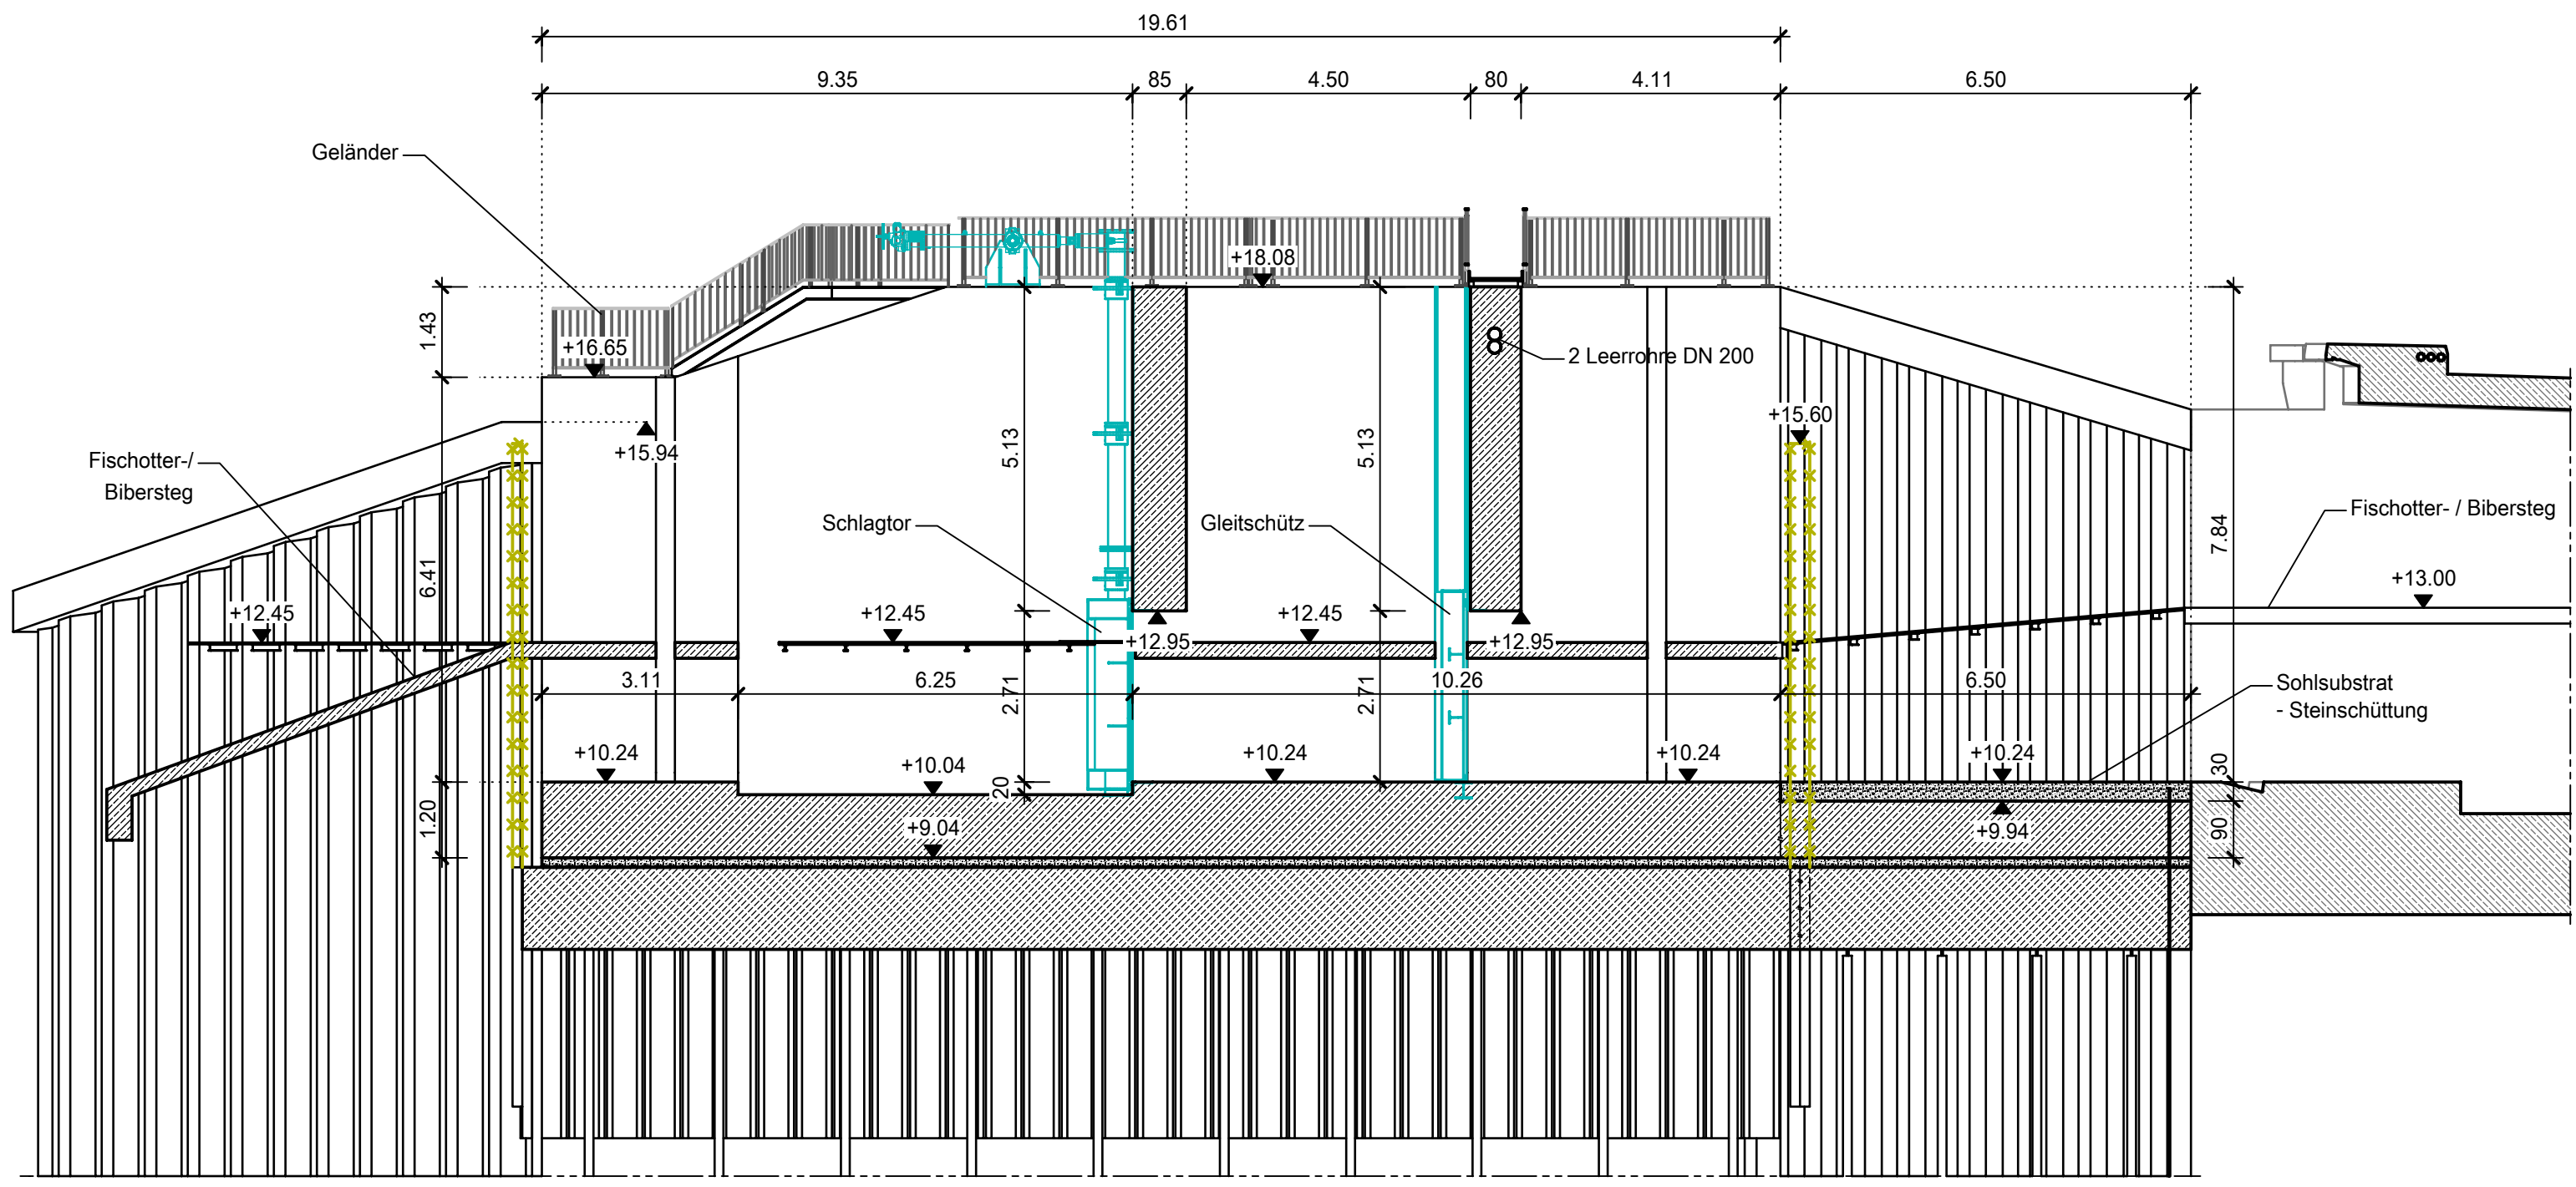 19.61
9.35 85 4.50 80 4.11 6.50
Geländer
+18.08
1.43
+16.65
2 Leerrohre DN 200
+15.60
+15.94
5.13 5.13
Fischotter-/
Bibersteg
Schlagtor
Gleitschütz
Fischotter- / Bibersteg
7.84
6.41
+13.00
+12.45 +12.45 +12.45
+12.95 +12.95
3.11 6.25 10.26 6.50
2.71 2.71
Sohlsubstrat
- Steinschüttung
+10.24 +10.04 +10.24 +10.24 +10.24
20 30
1.20 +9.04 +9.94 90